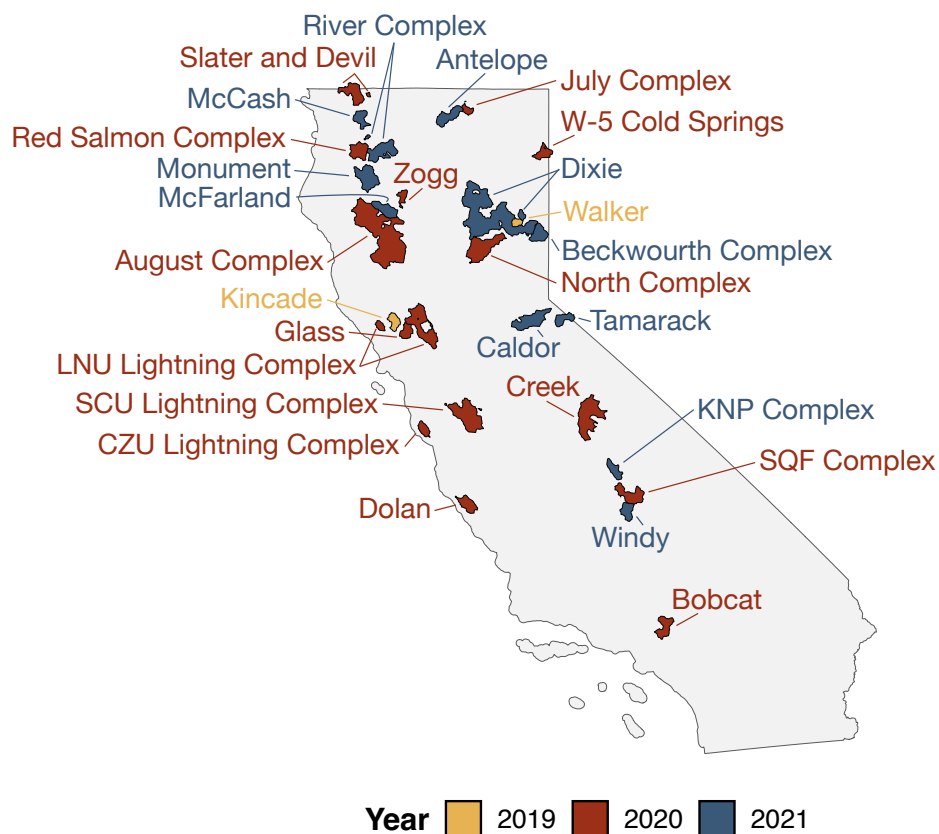 River Complex
Slater and Devil
Antelope
July Complex
McCash
W-5 Cold Springs
Red Salmon Complex
Monument
Zogg
Dixie
McFarland
Walker
Beckwourth Complex
August Complex
North Complex
Kincade
Glass
Tamarack
Caldor
LNU Lightning Complex
Creek
SCU Lightning Complex
KNP Complex
CZU Lightning Complex
SQF Complex
Dolan
Windy
Bobcat
Year 2019 2020 2021